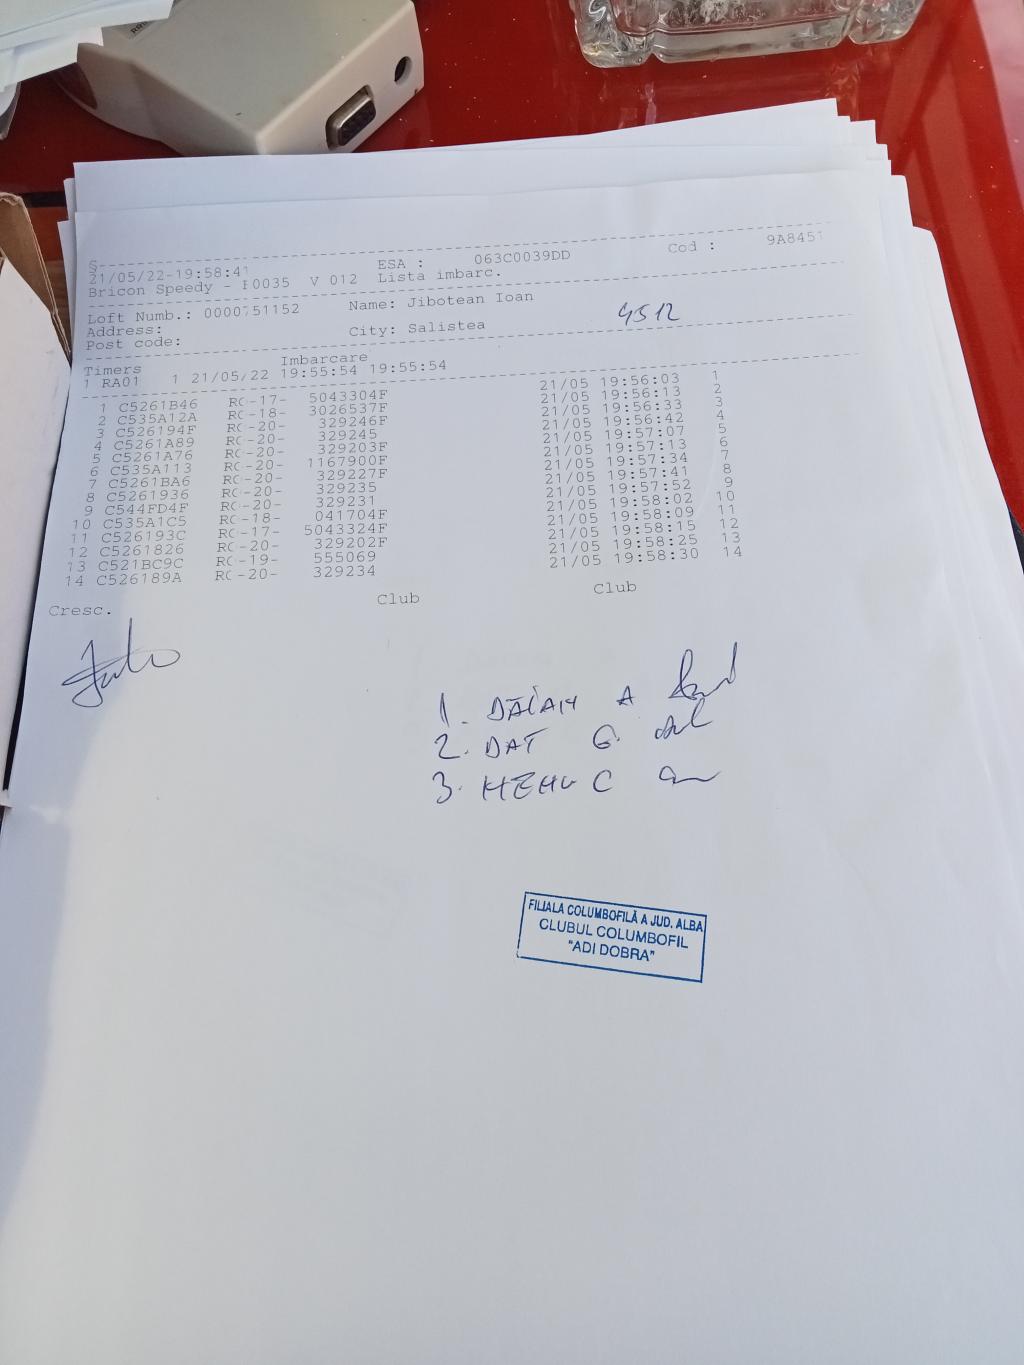 21/05/22-19:58:41 ESA : 063C0039DD Cod : 9A8451
Bricon Speedy - E0035 V 012 Lista imbarc.
Loft Numb.: 0000751152 Name: Jibotean Ioan
Address:
Post code: City: Salistea
4512
Timers Imbarcare
1 RA01 1 21/05/22 19:55:54 19:55:54
1 C5261B46 RO-17- 5043304F 21/05 19:56:03 1
2 C535A12A RO-18- 3026537F 21/05 19:56:13 2
3 C526194F RO-20- 329246F 21/05 19:56:33 3
4 C5261A89 RO-20- 329245 21/05 19:56:42 4
5 C5261A76 RO-20- 329203F 21/05 19:57:07 5
6 C535A113 RO-20- 1167900F 21/05 19:57:13 6
7 C5261BA6 RO-20- 329227F 21/05 19:57:34 7
8 C5261936 RO-20- 329235 21/05 19:57:41 8
9 C544FD4F RO-20- 329231 21/05 19:57:52 9
10 C535A1C5 RO-18- 041704F 21/05 19:58:02 10
11 C526193C RO-17- 5043324F 21/05 19:58:09 11
12 C5261826 RO-20- 329202F 21/05 19:58:15 12
13 C521BC9C RO-19- 555069 21/05 19:58:25 13
14 C526189A RO-20- 329234 21/05 19:58:30 14
Cresc. Club Club
1. A
2. DAT G.
3. C
FILIALA COLUMBOFILĂ A JUD. ALBA
CLUBUL COLUMBOFIL
"ADI DOBRA"